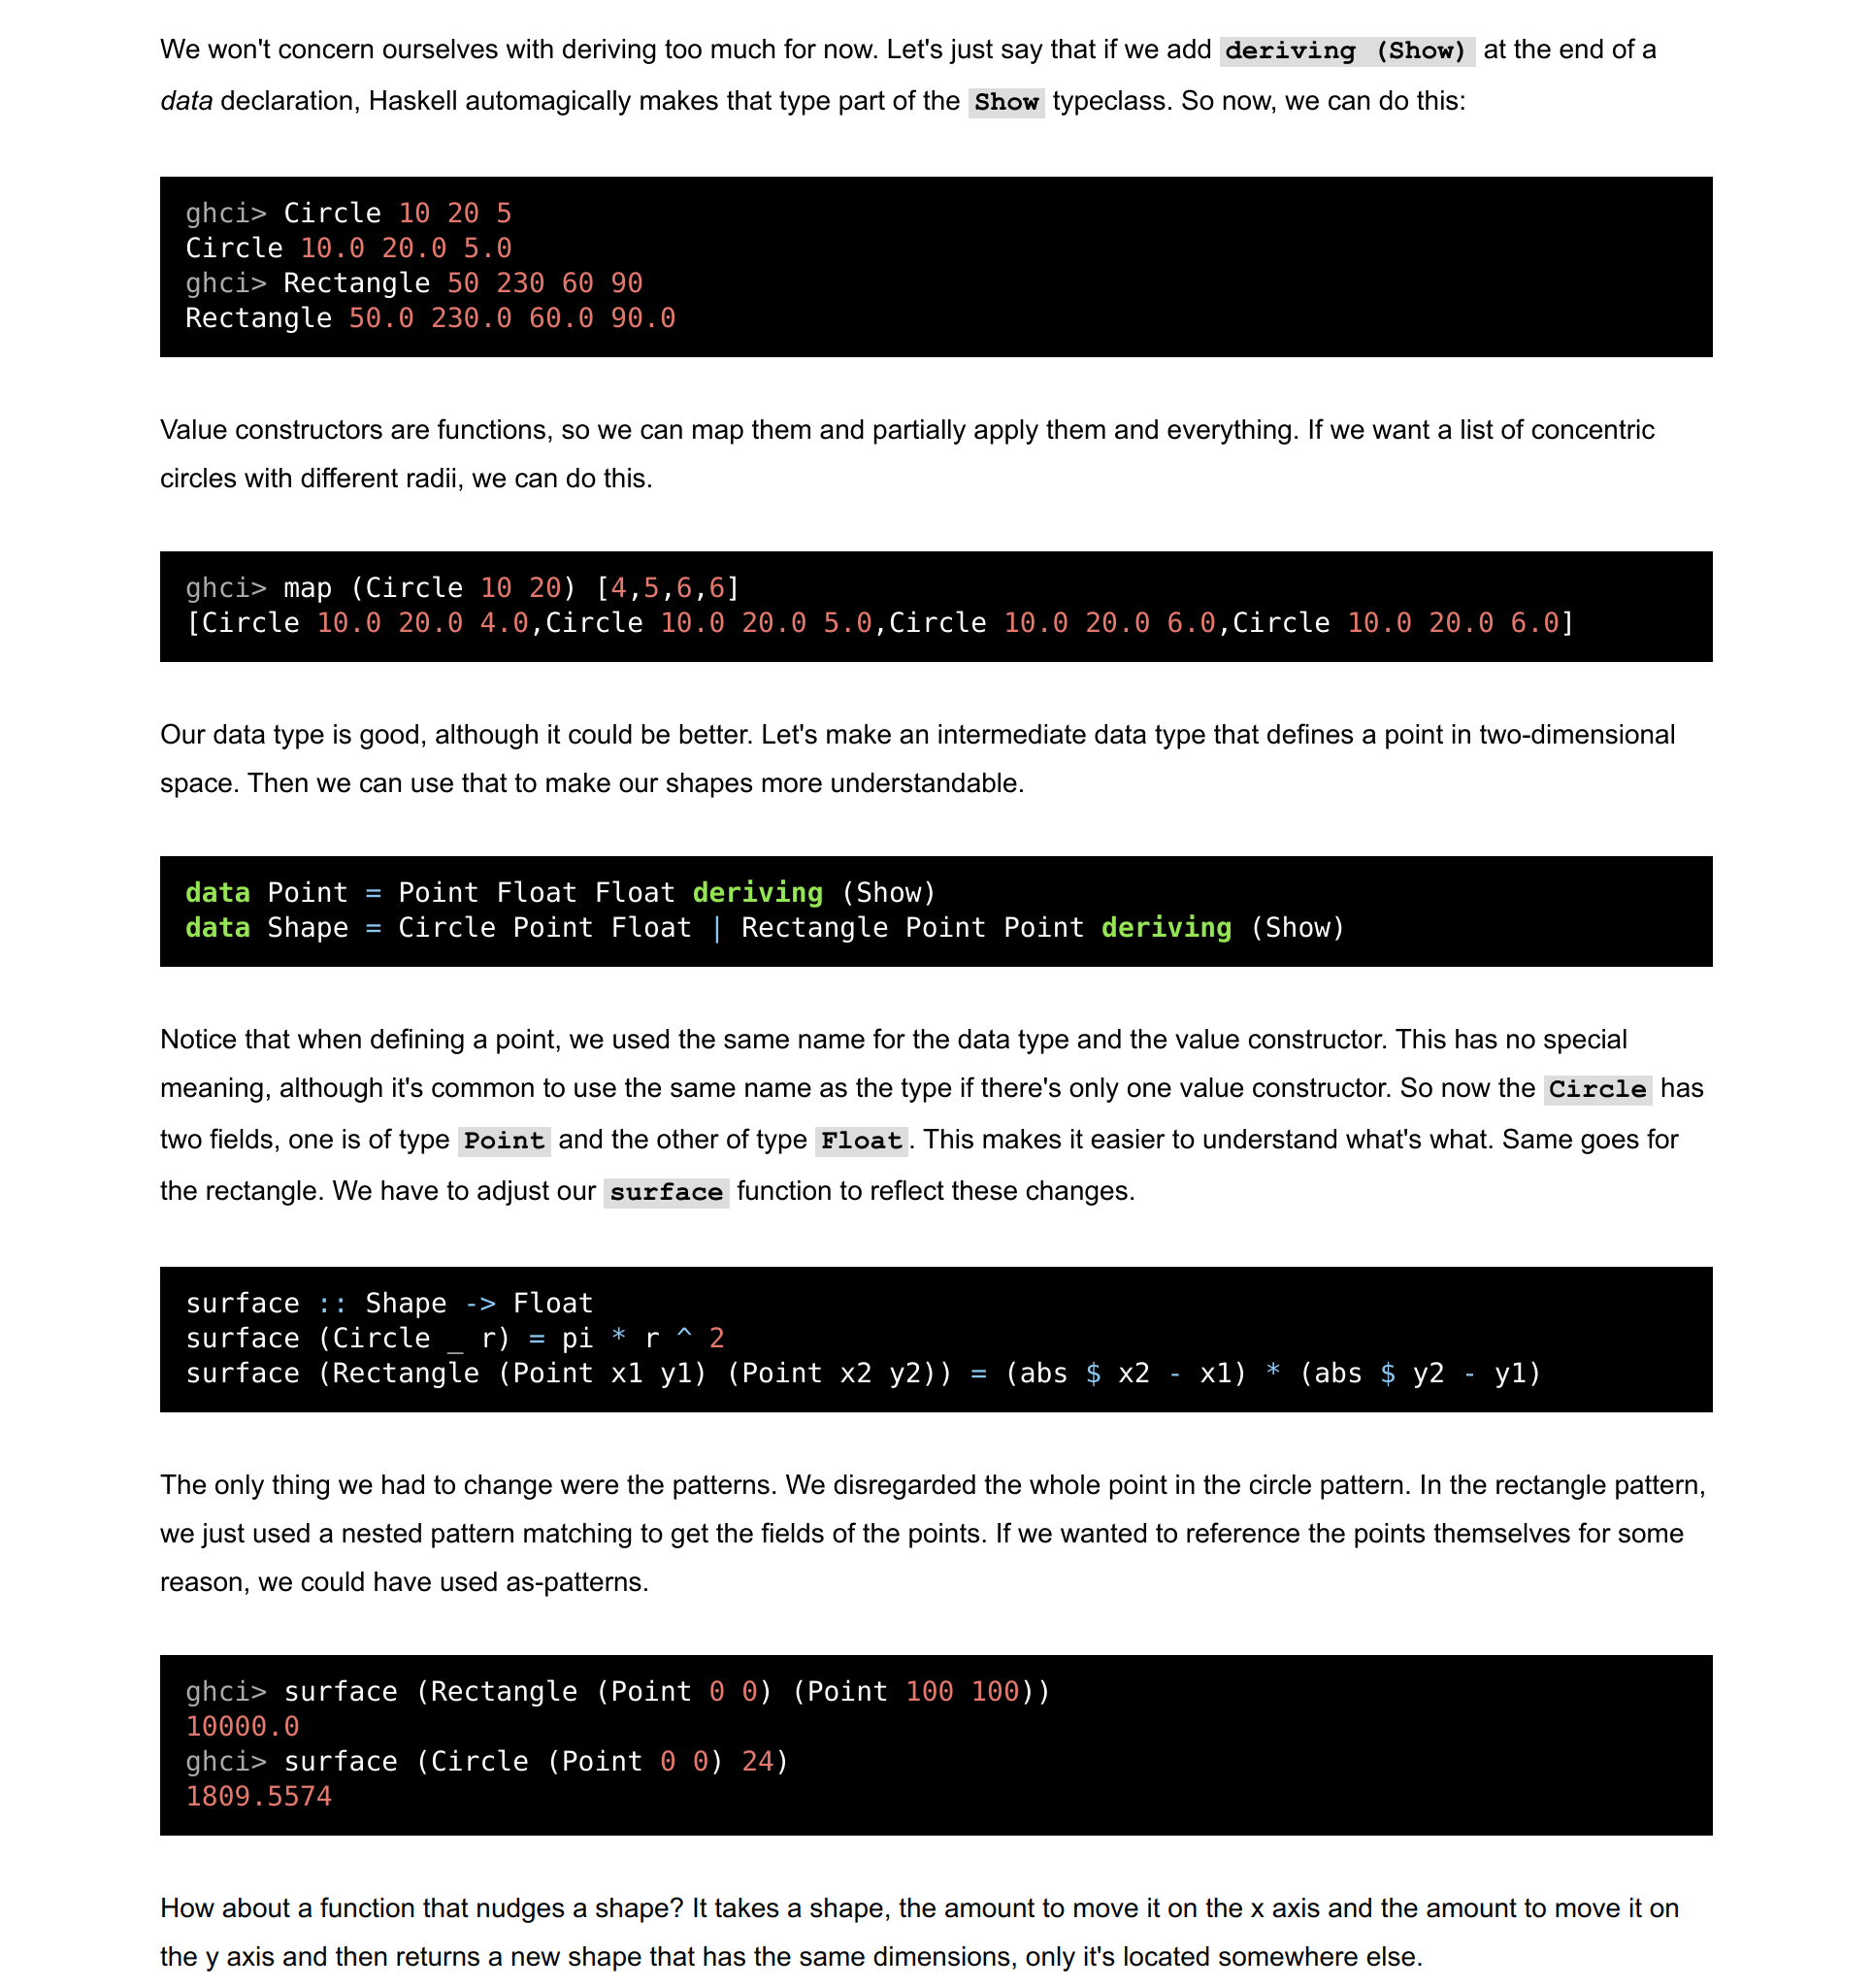 We won't concern ourselves with deriving too much for now. Let's just say that if we add deriving (Show) at the end of a
data declaration, Haskell automagically makes that type part of the Show typeclass. So now, we can do this:
ghci> Circle 10 20 5
Circle 10.0 20.0 5.0
ghci> Rectangle 50 230 60 90
Rectangle 50.0 230.0 60.0 90.0
Value constructors are functions, so we can map them and partially apply them and everything. If we want a list of concentric
circles with different radii, we can do this.
ghci> map (Circle 10 20) [4,5,6,6]
[Circle 10.0 20.0 4.0,Circle 10.0 20.0 5.0,Circle 10.0 20.0 6.0,Circle 10.0 20.0 6.0]
Our data type is good, although it could be better. Let's make an intermediate data type that defines a point in two-dimensional
space. Then we can use that to make our shapes more understandable.
data Point = Point Float Float deriving (Show)
data Shape = Circle Point Float | Rectangle Point Point deriving (Show)
Notice that when defining a point, we used the same name for the data type and the value constructor. This has no special
meaning, although it's common to use the same name as the type if there's only one value constructor. So now the Circle has
two fields, one is of type Point and the other of type Float. This makes it easier to understand what's what. Same goes for
the rectangle. We have to adjust our surface function to reflect these changes.
surface :: Shape -> Float
surface (Circle _ r) = pi * r ^ 2
surface (Rectangle (Point x1 y1) (Point x2 y2)) = (abs $ x2 - x1) * (abs $ y2 - y1)
The only thing we had to change were the patterns. We disregarded the whole point in the circle pattern. In the rectangle pattern,
we just used a nested pattern matching to get the fields of the points. If we wanted to reference the points themselves for some
reason, we could have used as-patterns.
ghci> surface (Rectangle (Point 0 0) (Point 100 100))
10000.0
ghci> surface (Circle (Point 0 0) 24)
1809.5574
How about a function that nudges a shape? It takes a shape, the amount to move it on the x axis and the amount to move it on
the y axis and then returns a new shape that has the same dimensions, only it's located somewhere else.